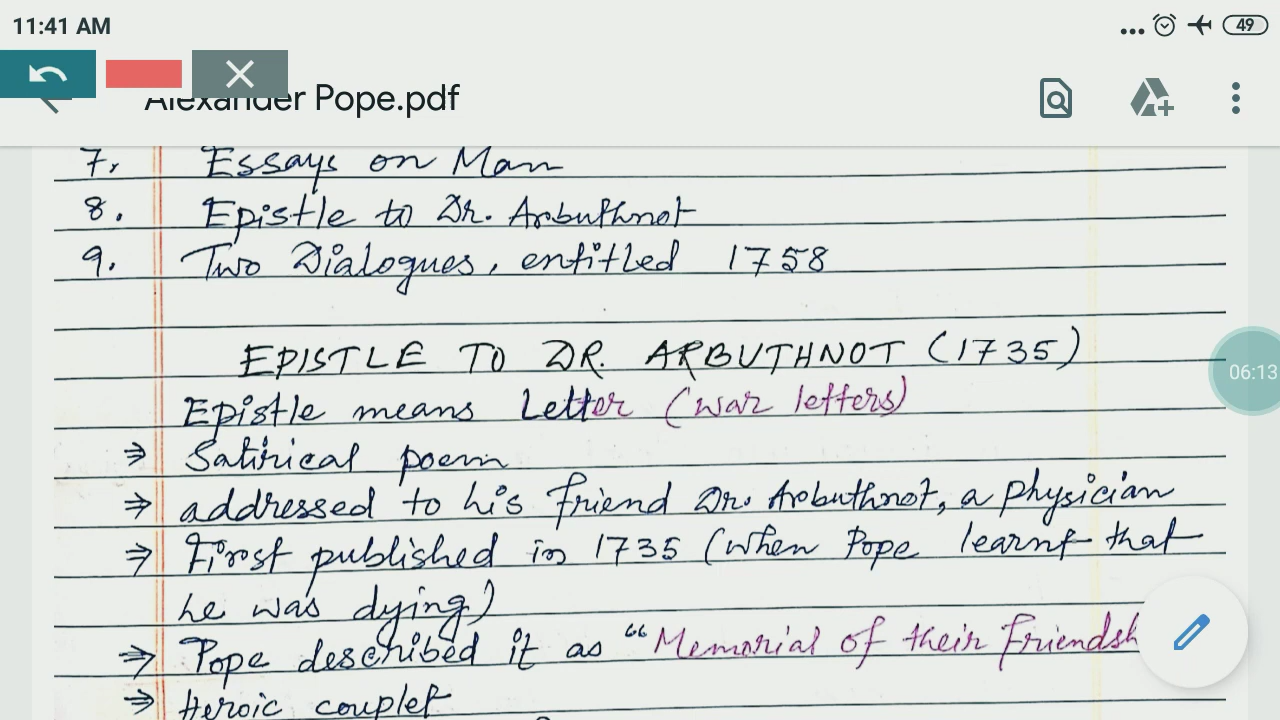 11:41 AM
49
Alexander Pope.pdf
7. Essays on Man
8. Epistle to Dr. Arbuthnot
9. Two Dialogues, entitled 1758
EPISTLE TO DR. ARBUTHNOT (1735)
06:13
Epistle means Letter (war letters)
⇒ Satirical poem
⇒ addressed to his friend Dr. Arbuthnot, a physician
⇒ First published in 1735 (when Pope learnt that
he was dying)
⇒ Pope described it as "Memorial of their Friendsh
⇒ Heroic couplet